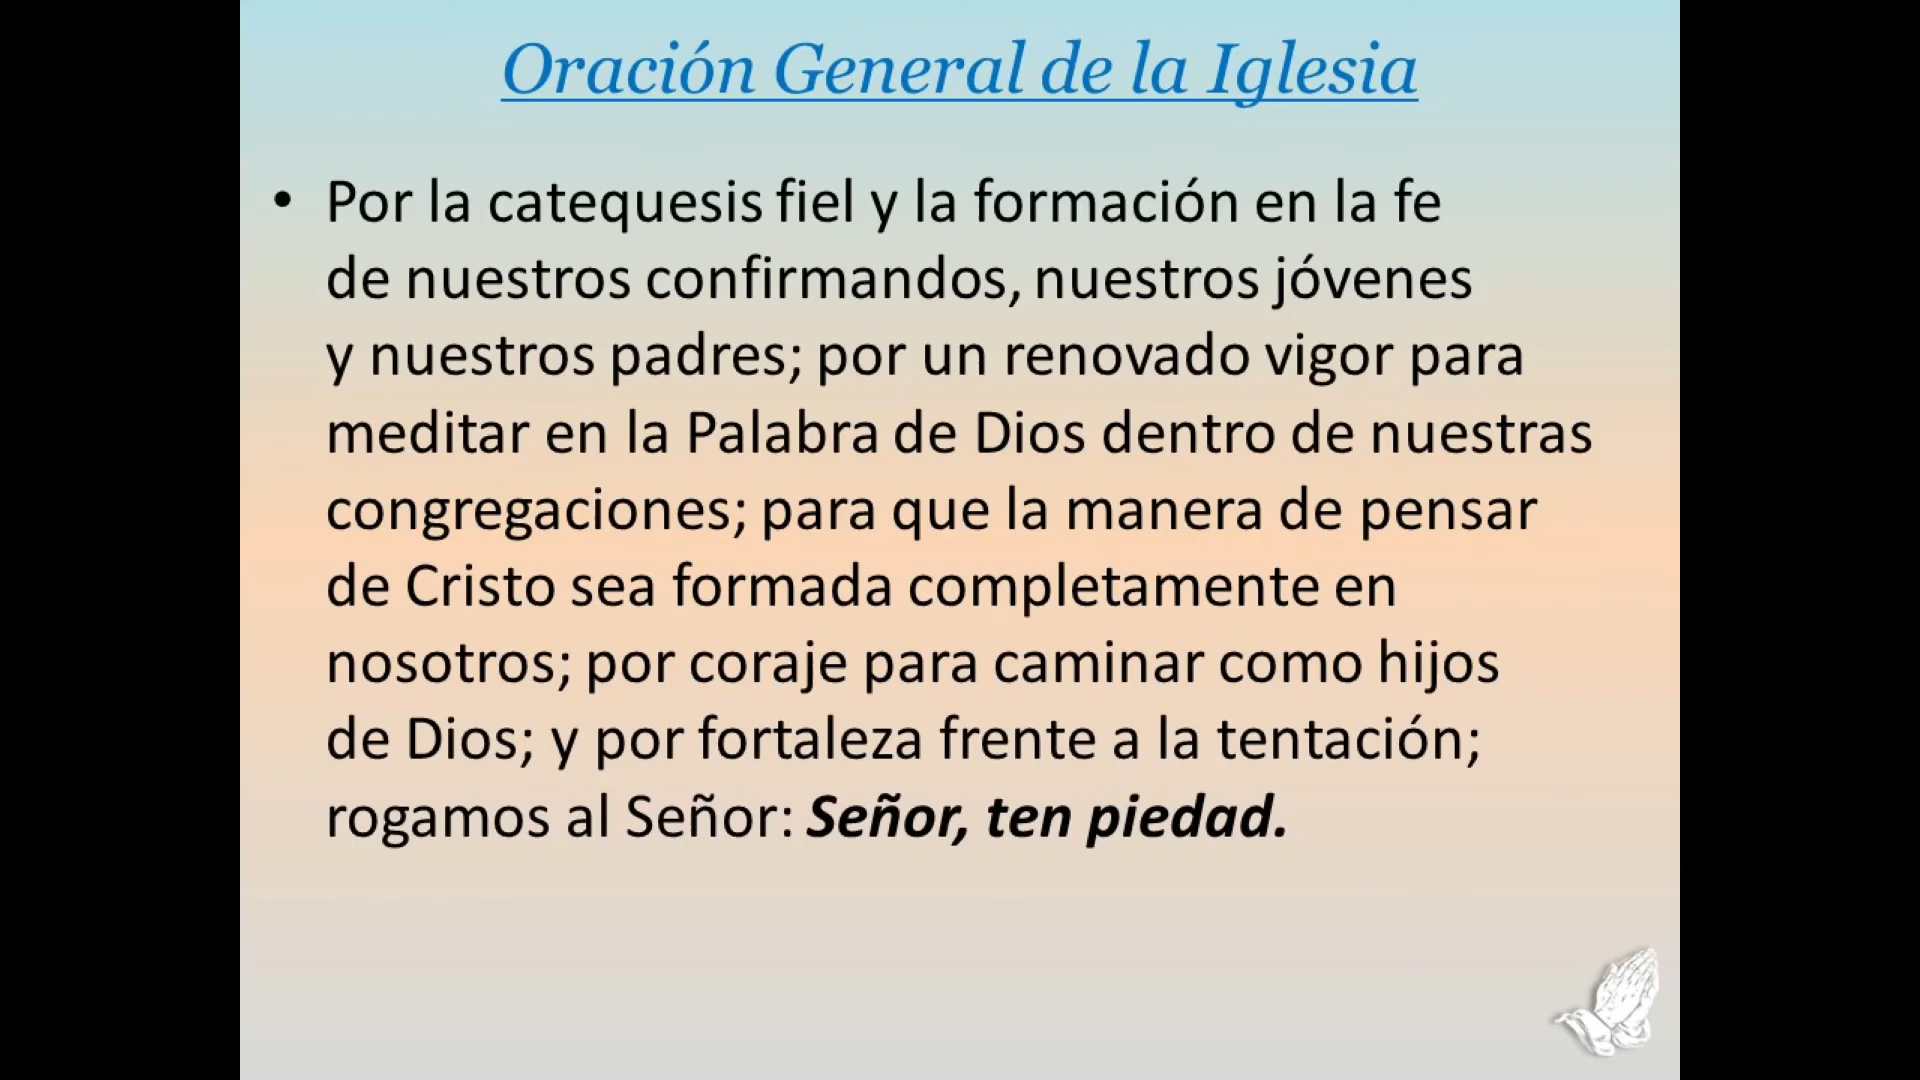 Oración General de la Iglesia
• Por la catequesis fiel y la formación en la fe
de nuestros confirmandos, nuestros jóvenes
y nuestros padres; por un renovado vigor para
meditar en la Palabra de Dios dentro de nuestras
congregaciones; para que la manera de pensar
de Cristo sea formada completamente en
nosotros; por coraje para caminar como hijos
de Dios; y por fortaleza frente a la tentación;
rogamos al Señor: Señor, ten piedad.